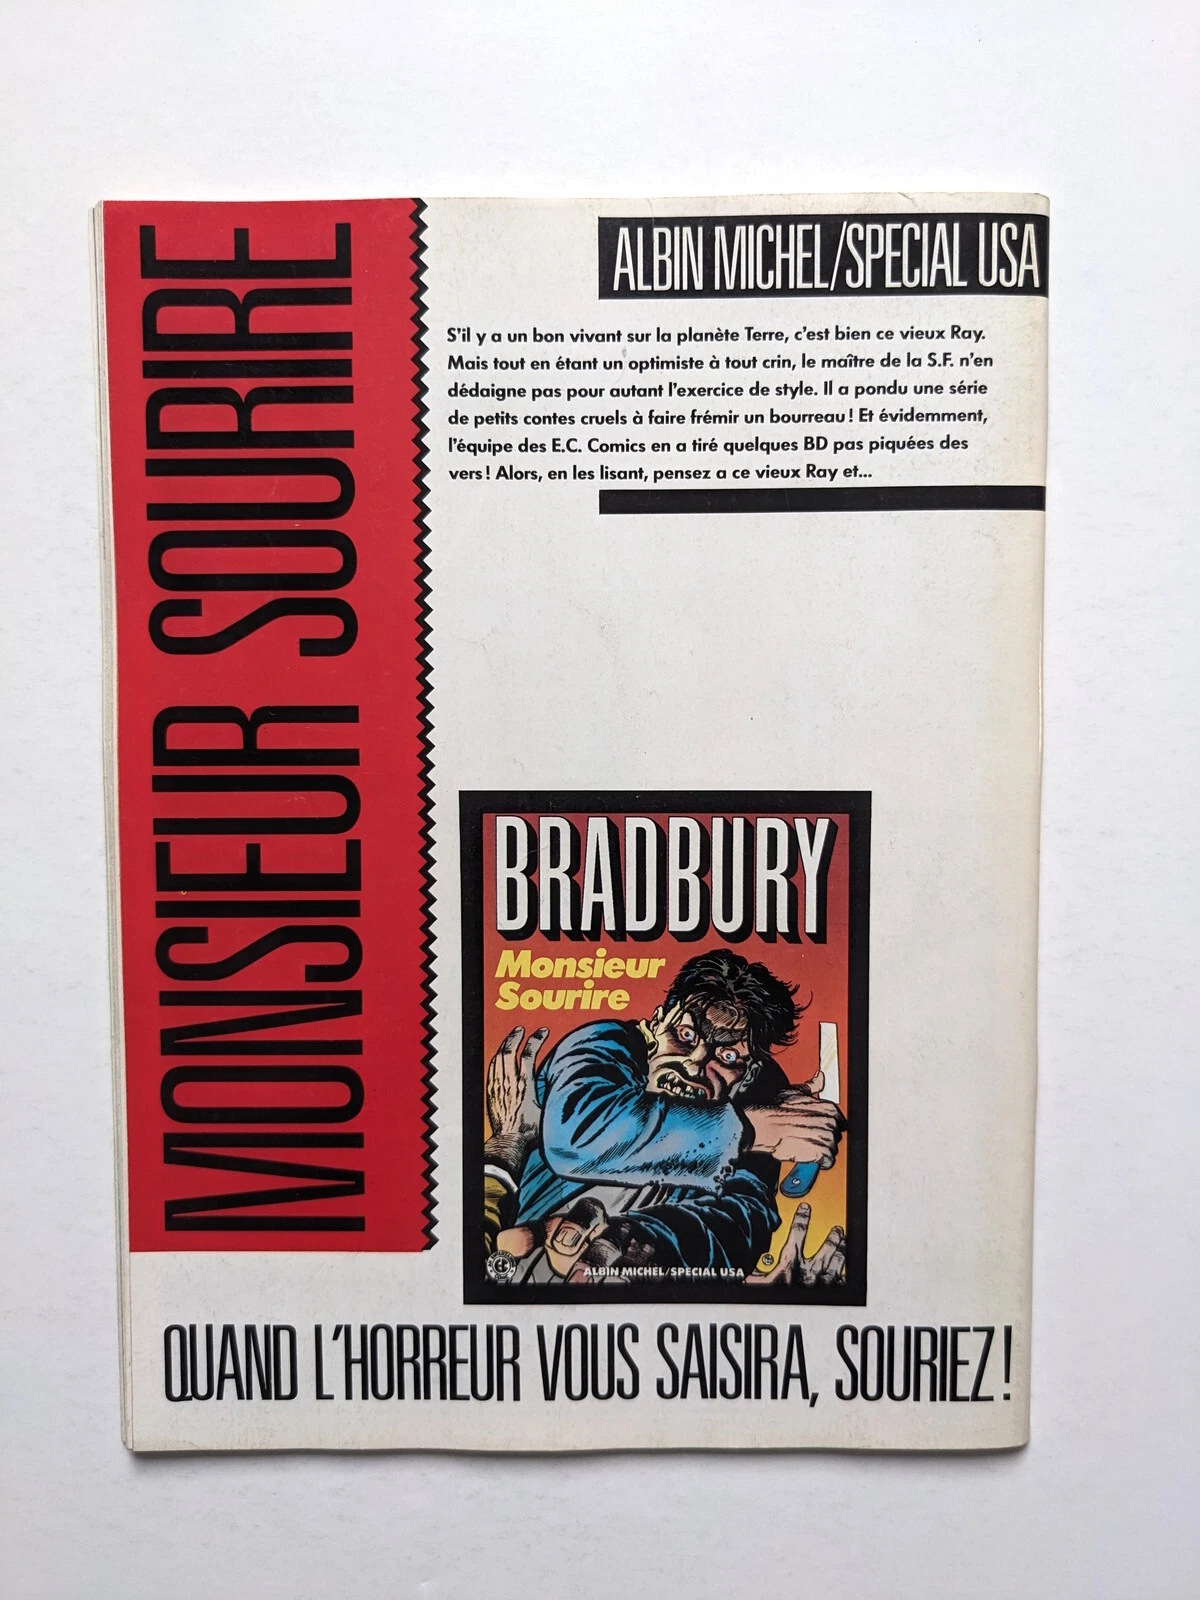 MONSIEUR SOURIRE
ALBIN MICHEL/SPECIAL USA
S'il y a un bon vivant sur la planète Terre, c'est bien ce vieux Ray.
Mais tout en étant un optimiste à tout crin, le maître de la S.F. n'en
dédaigne pas pour autant l'exercice de style. Il a pondu une série
de petits contes cruels à faire frémir un bourreau ! Et évidemment,
l'équipe des E.C. Comics en a tiré quelques BD pas piquées des
vers ! Alors, en les lisant, pensez a ce vieux Ray et...
BRADBURY
Monsieur
Sourire
EC
ALBIN MICHEL/SPECIAL USA
QUAND L'HORREUR VOUS SAISIRA, SOURIEZ !